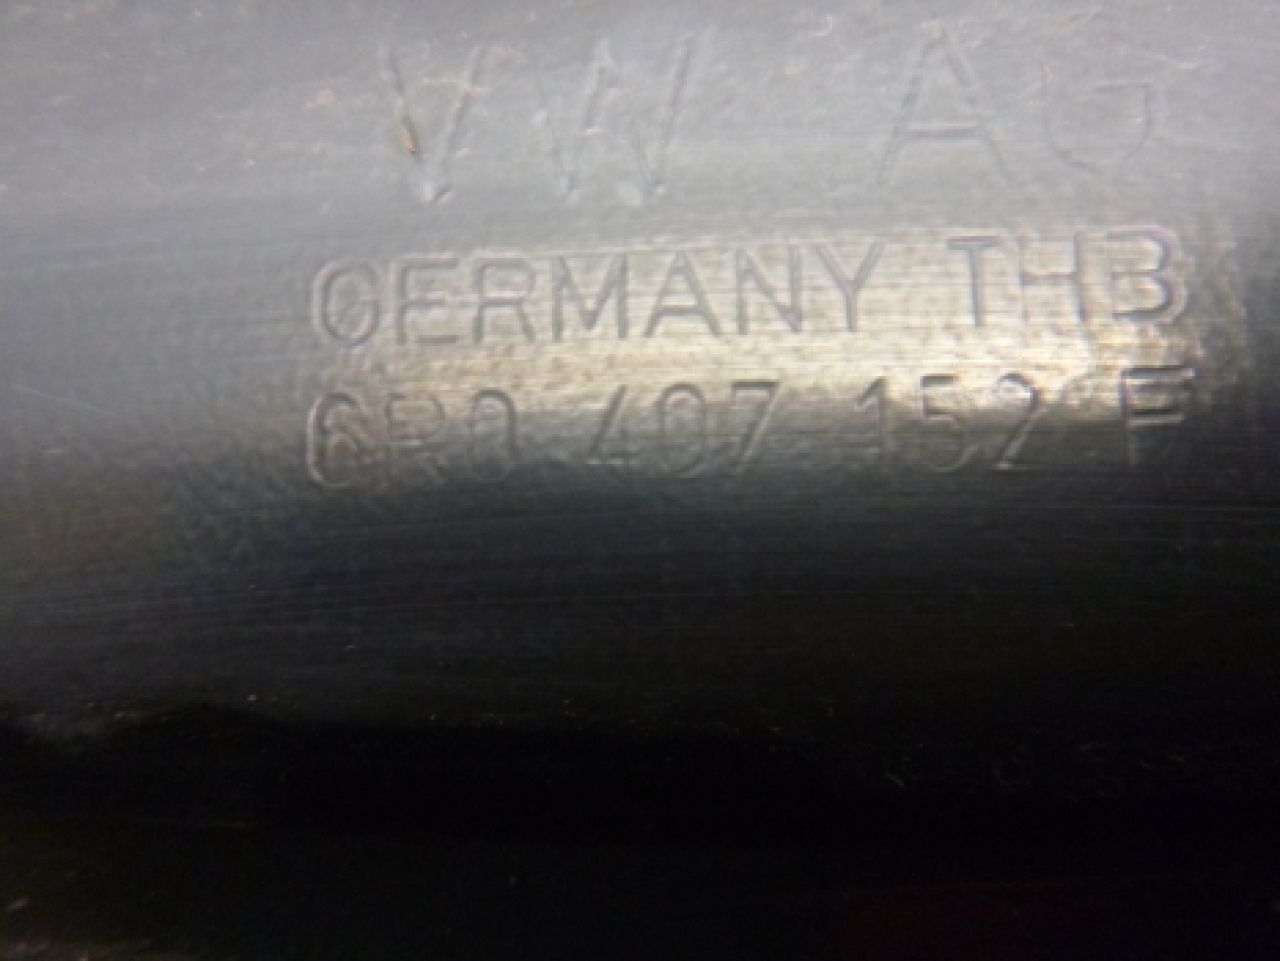 VW AG
GERMANY THB
6R0 407 152 F